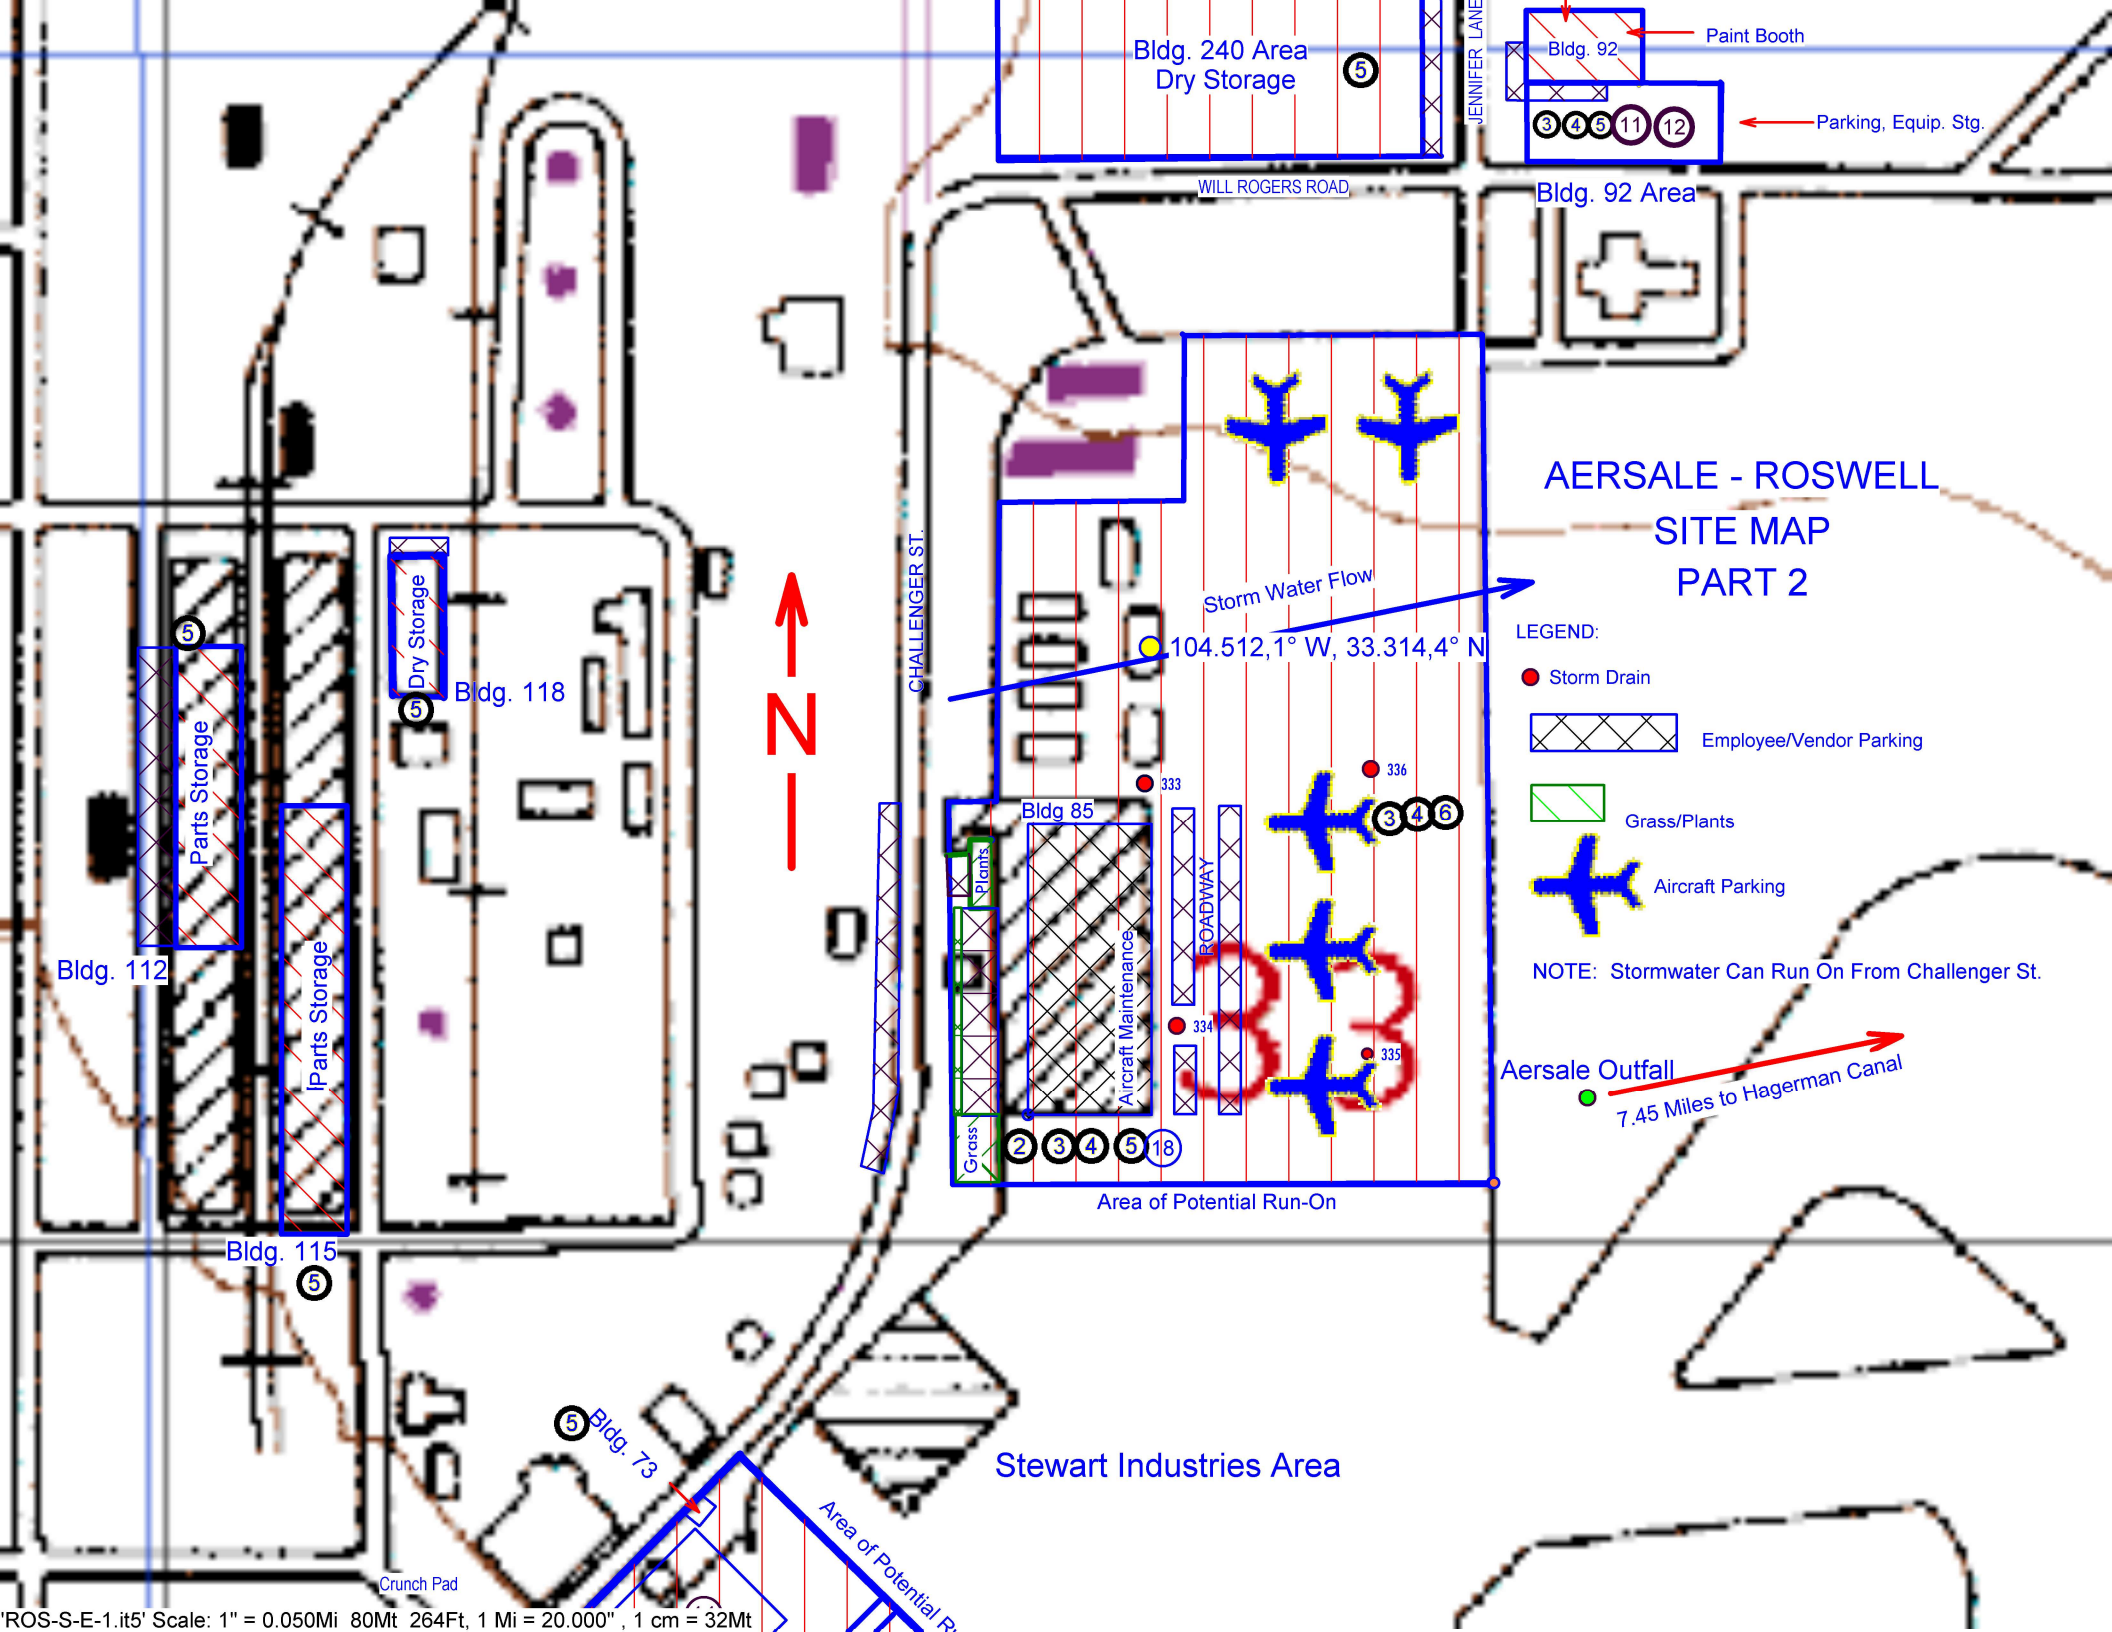 Bldg. 240 Area
Dry Storage
5
JENNIFER LANE
Bldg. 92
Paint Booth
3 4 5 11 12
Parking, Equip. Stg.
WILL ROGERS ROAD
Bldg. 92 Area
AERSALE - ROSWELL
SITE MAP
PART 2
CHALLENGER ST.
Storm Water Flow
104.512,1° W, 33.314,4° N
LEGEND:
Storm Drain
Employee/Vendor Parking
Grass/Plants
Aircraft Parking
NOTE: Stormwater Can Run On From Challenger St.
Aersale Outfall
7.45 Miles to Hagerman Canal
5
Dry Storage
Bldg. 118
5
Parts Storage
Bldg. 112
Parts Storage
Bldg. 115
5
N
333
336
3 4 6
Bldg 85
Plants
ROADWAY
Aircraft Maintenance
33
334
335
Grass
2 3 4 5 18
Area of Potential Run-On
5
Bldg. 73
Stewart Industries Area
Area of Potential R
Crunch Pad
'ROS-S-E-1.it5' Scale: 1" = 0.050Mi 80Mt 264Ft, 1 Mi = 20.000" , 1 cm = 32Mt